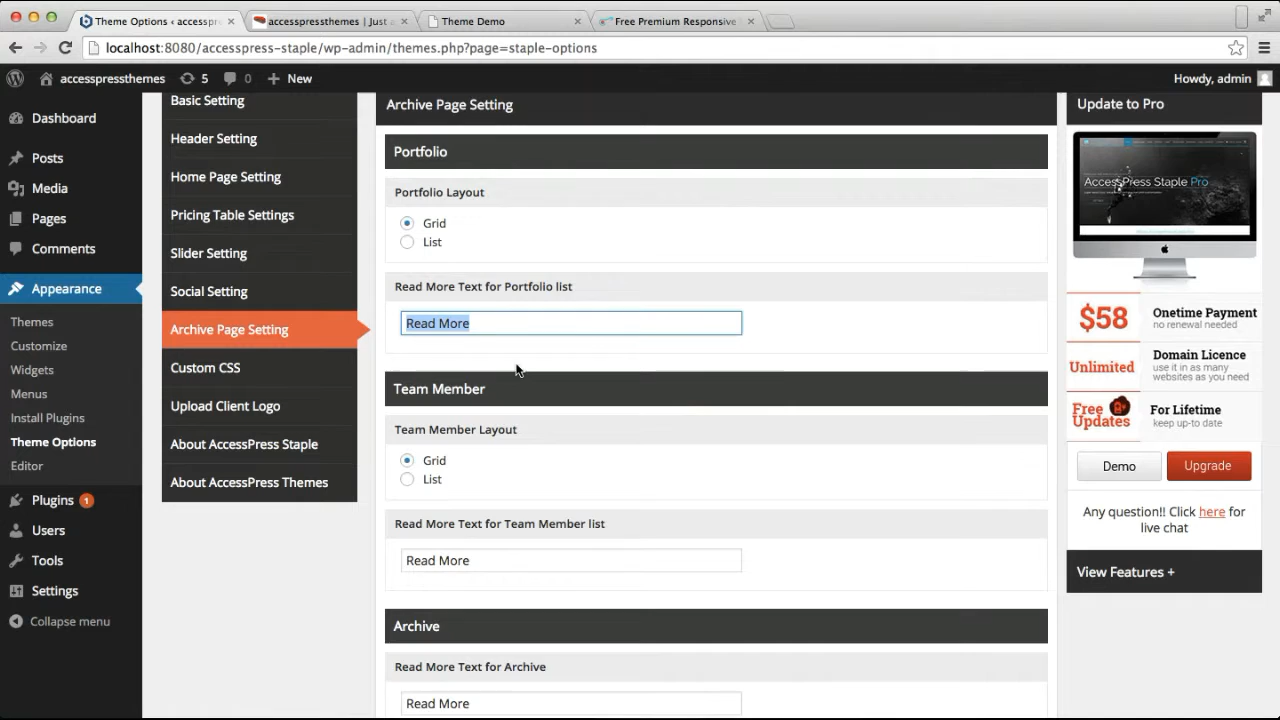 Theme Options ‹ accesspr
accesspressthemes | Just a
Theme Demo
Free Premium Responsive
localhost:8080/accesspress-staple/wp-admin/themes.php?page=staple-options
accesspressthemes
5
0
New
Howdy, admin
Dashboard
Posts
Media
Pages
Comments
Appearance
Themes
Customize
Widgets
Menus
Install Plugins
Theme Options
Editor
Plugins 1
Users
Tools
Settings
Collapse menu
Basic Setting
Header Setting
Home Page Setting
Pricing Table Settings
Slider Setting
Social Setting
Archive Page Setting
Custom CSS
Upload Client Logo
About AccessPress Staple
About AccessPress Themes
Archive Page Setting
Portfolio
Portfolio Layout
Grid
List
Read More Text for Portfolio list
Read More
Team Member
Team Member Layout
Grid
List
Read More Text for Team Member list
Read More
Archive
Read More Text for Archive
Read More
Update to Pro
AccessPress Staple Pro
$58
Onetime Payment
no renewal needed
Unlimited
Domain Licence
use it in as many
websites as you need
Free
Updates
For Lifetime
keep up-to date
Demo
Upgrade
Any question!! Click here for
live chat
View Features +